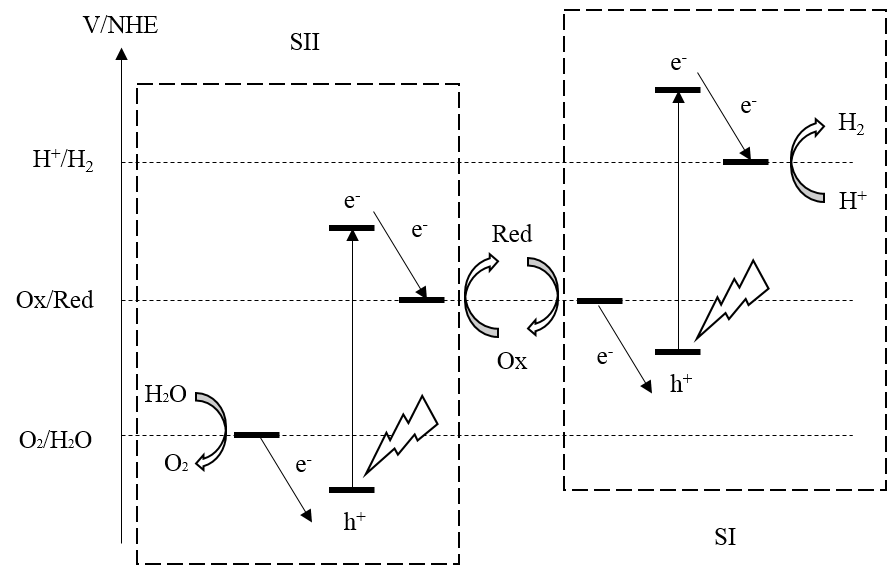 V/NHE
SII
e⁻
e⁻
H₂
H⁺/H₂
H⁺
e⁻
e⁻
Red
Ox/Red
Ox
e⁻
h⁺
H₂O
O₂/H₂O
O₂
e⁻
h⁺
SI